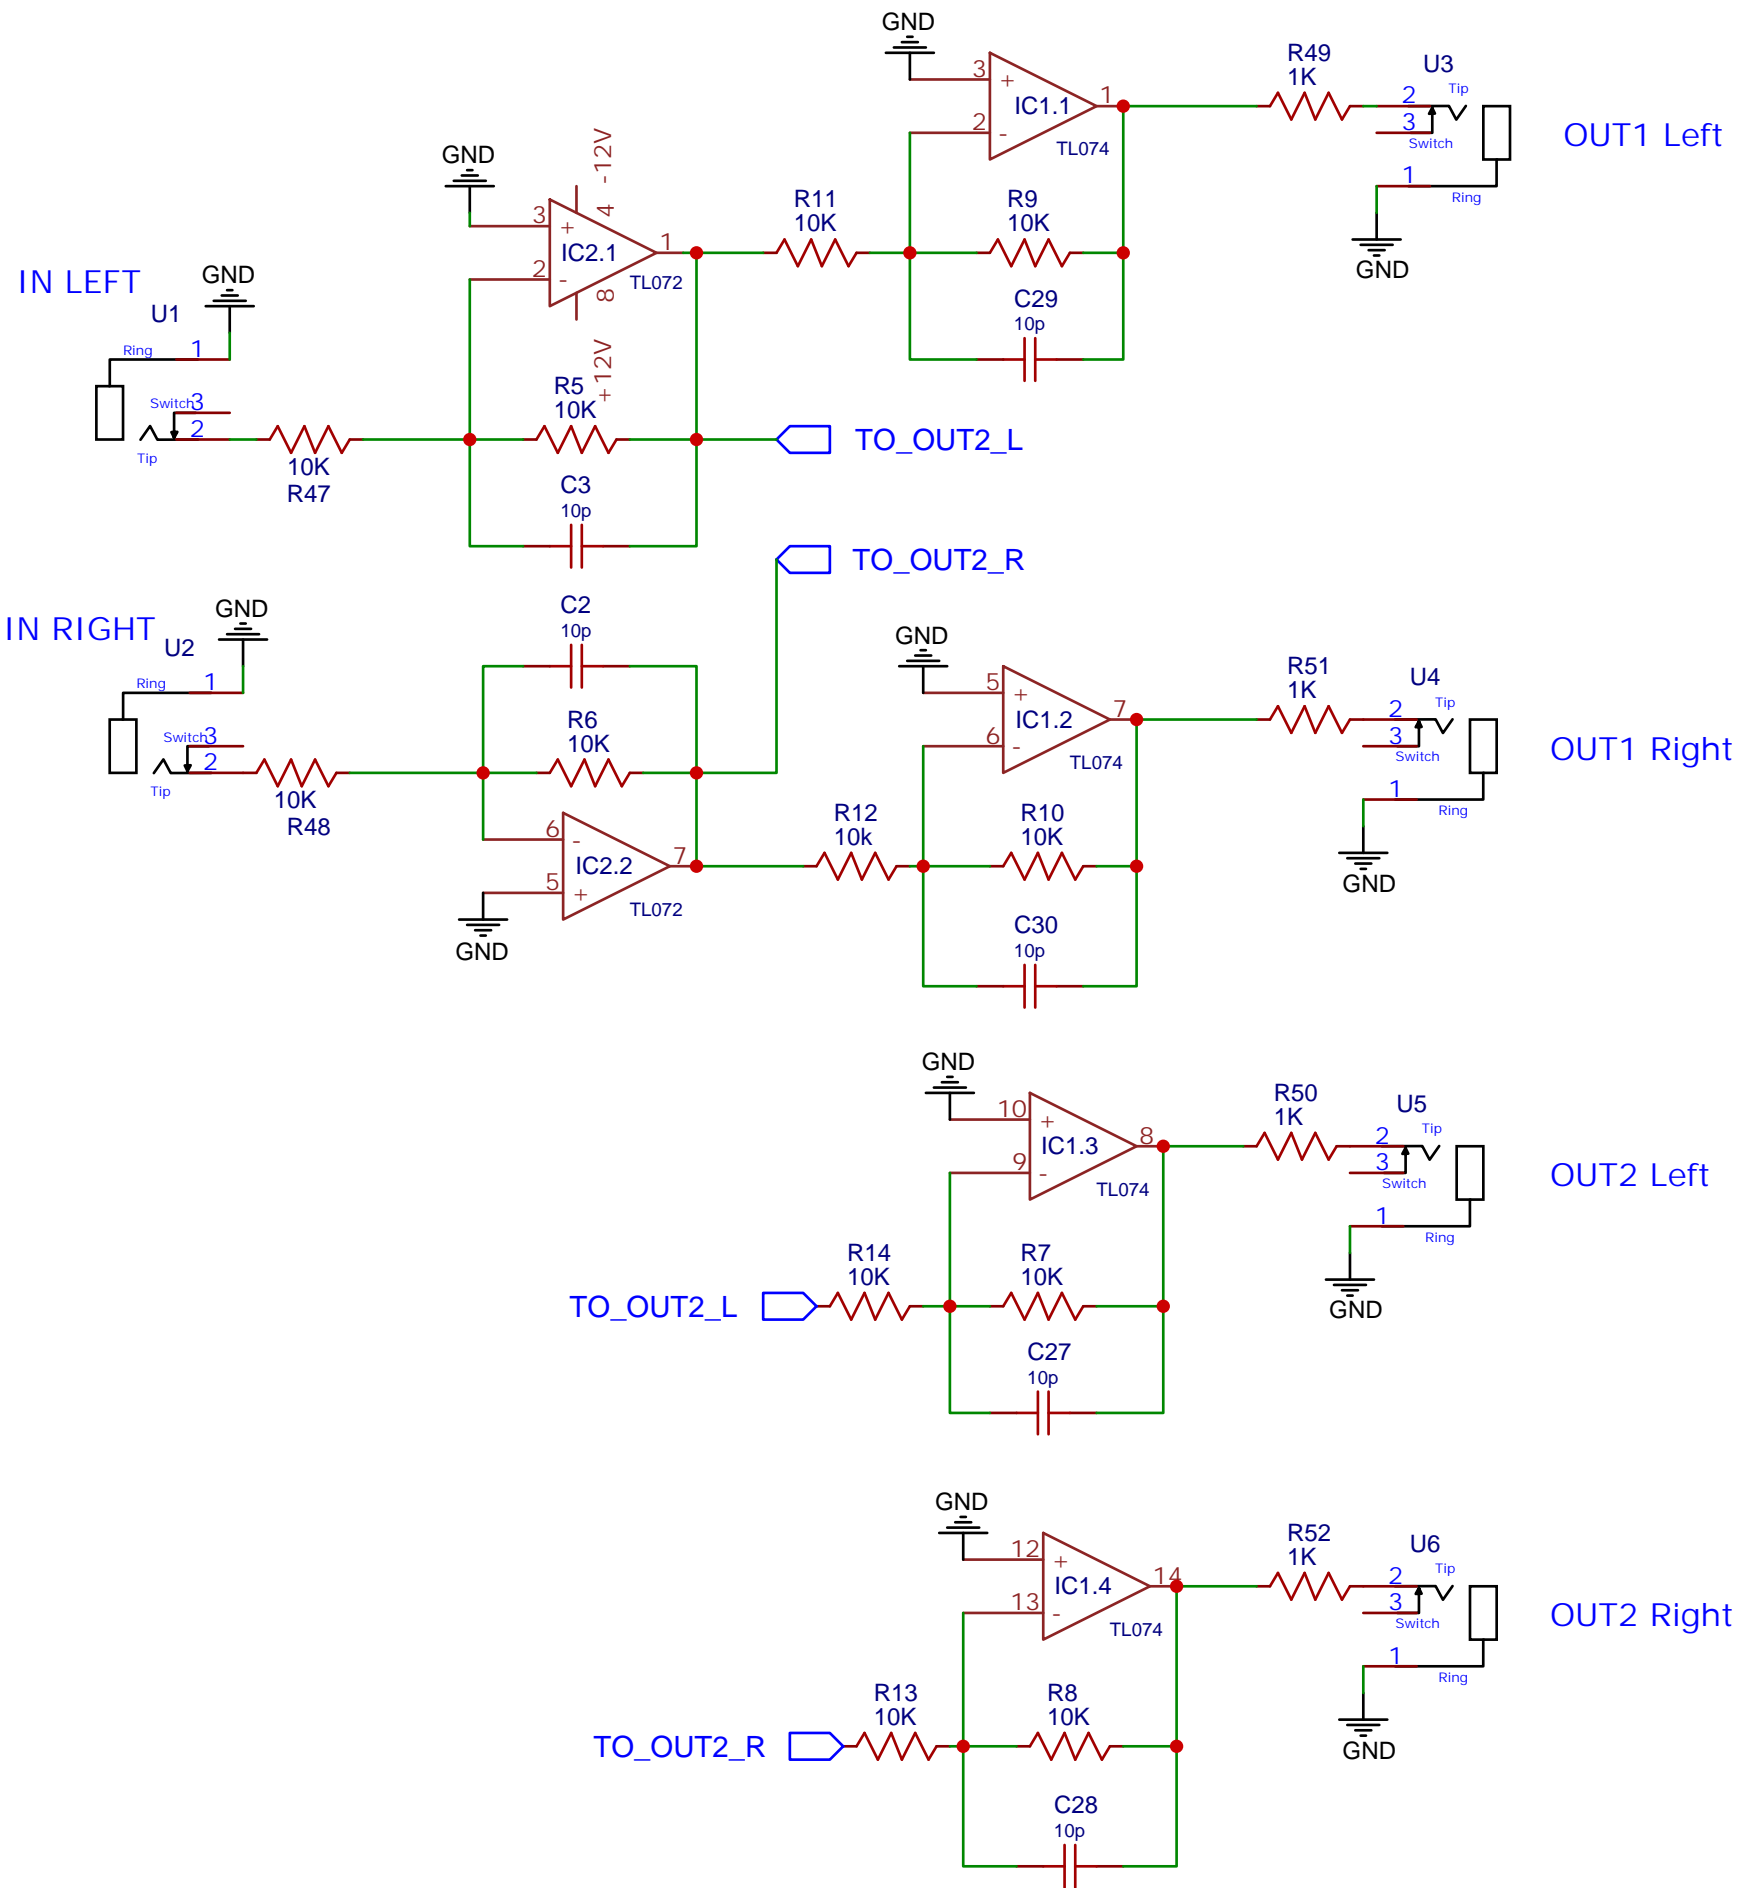 GND
3
+
IC1.1
1
2
-
TL074
R49
1K
U3
2
Tip
3
Switch
1
Ring
GND
OUT1 Left
GND
-12V
4
3
+
IC2.1
1
2
-
TL072
8
+12V
R11
10K
R9
10K
C29
10p
IN LEFT
GND
U1
Ring
1
Switch
3
2
Tip
10K
R47
R5
10K
C3
10p
TO_OUT2_L
TO_OUT2_R
IN RIGHT
GND
U2
Ring
1
Switch
3
2
Tip
10K
R48
C2
10p
R6
10K
6
-
IC2.2
7
5
+
TL072
GND
GND
5
+
IC1.2
7
6
-
TL074
R12
10k
R10
10K
C30
10p
R51
1K
U4
2
Tip
3
Switch
1
Ring
GND
OUT1 Right
GND
10
+
IC1.3
8
9
-
TL074
R50
1K
U5
2
Tip
3
Switch
1
Ring
GND
OUT2 Left
TO_OUT2_L
R14
10K
R7
10K
C27
10p
GND
12
+
IC1.4
14
13
-
TL074
R52
1K
U6
2
Tip
3
Switch
1
Ring
GND
OUT2 Right
TO_OUT2_R
R13
10K
R8
10K
C28
10p